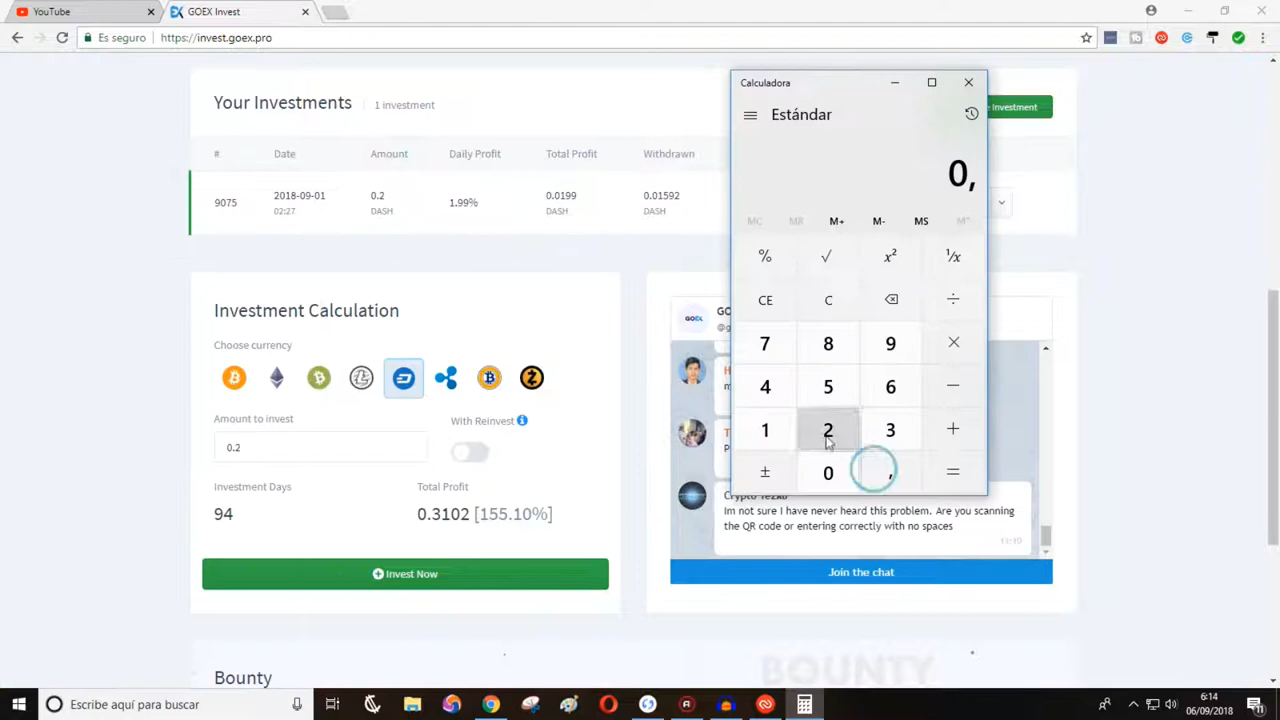 YouTube
GOEX Invest
Es seguro
https://invest.goex.pro
Your Investments
1 investment
Investment
# Date Amount Daily Profit Total Profit Withdrawn
9075 2018-09-01 02:27 0.2 DASH 1.99% 0.0199 DASH 0.01592 DASH
Calculadora
Estándar
0,
MC MR M+ M- MS
% √ x² ¹/x
CE C ÷
7 8 9 ×
4 5 6 −
1 2 3 +
± 0 , =
Investment Calculation
Choose currency
Amount to invest
With Reinvest
0.2
Investment Days
94
Total Profit
0.3102 [155.10%]
Invest Now
GOEX
Im not sure I have never heard this problem. Are you scanning
the QR code or entering correctly with no spaces
11:10
Join the chat
Bounty
BOUNTY
Escribe aquí para buscar
6:14
06/09/2018